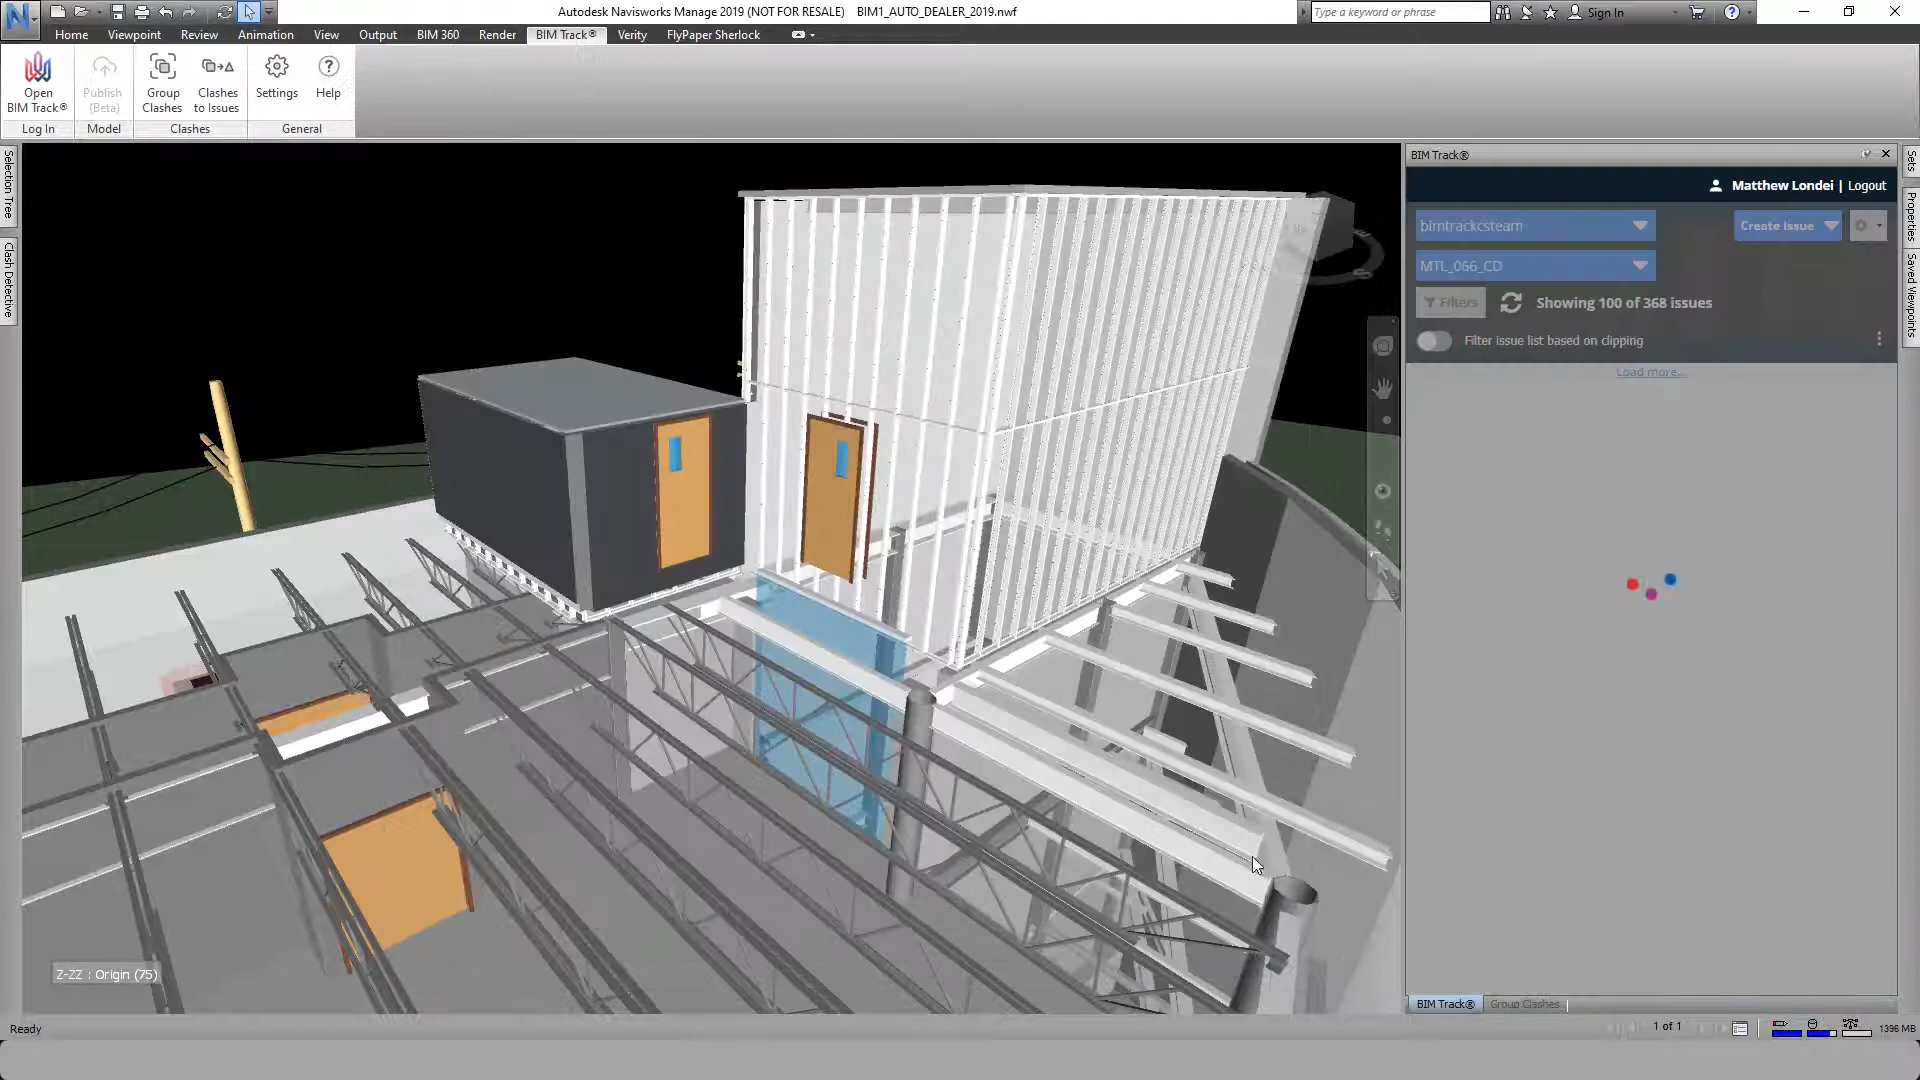 Autodesk Navisworks Manage 2019 (NOT FOR RESALE) BIM1_AUTO_DEALER_2019.nwf
Type a keyword or phrase
Sign In
Home Viewpoint Review Animation View Output BIM 360 Render BIM Track® Verity FlyPaper Sherlock
Open
BIM Track®
Publish
(Beta)
Group
Clashes
Clashes
to Issues
Settings
Help
Log In
Model
Clashes
General
Selection Tree
Clash Detective
BIM Track®
Matthew Londei | Logout
bimtrackcsteam
Create Issue
MTL_066_CD
Filters
Showing 100 of 368 issues
Filter issue list based on clipping
Load more...
Sets
Properties
Saved Viewpoints
Z-ZZ : Origin (75)
BIM Track® Group Clashes
Ready
1 of 1
1396 MB